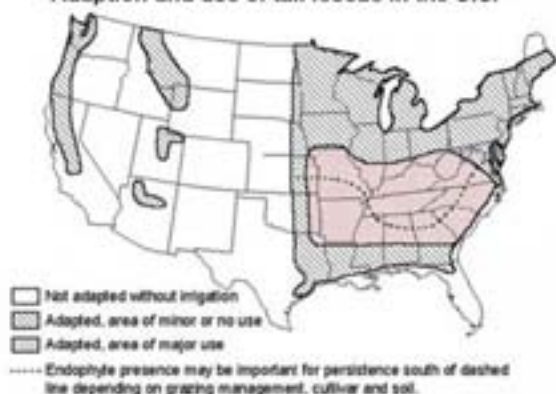 Adaption and use of tall fescue in the U.S.
Not adapted without irrigation
Adapted, area of minor or no use
Adapted, area of major use
Endophyte presence may be important for persistence south of dashed
line depending on grazing management, cultivar and soil.